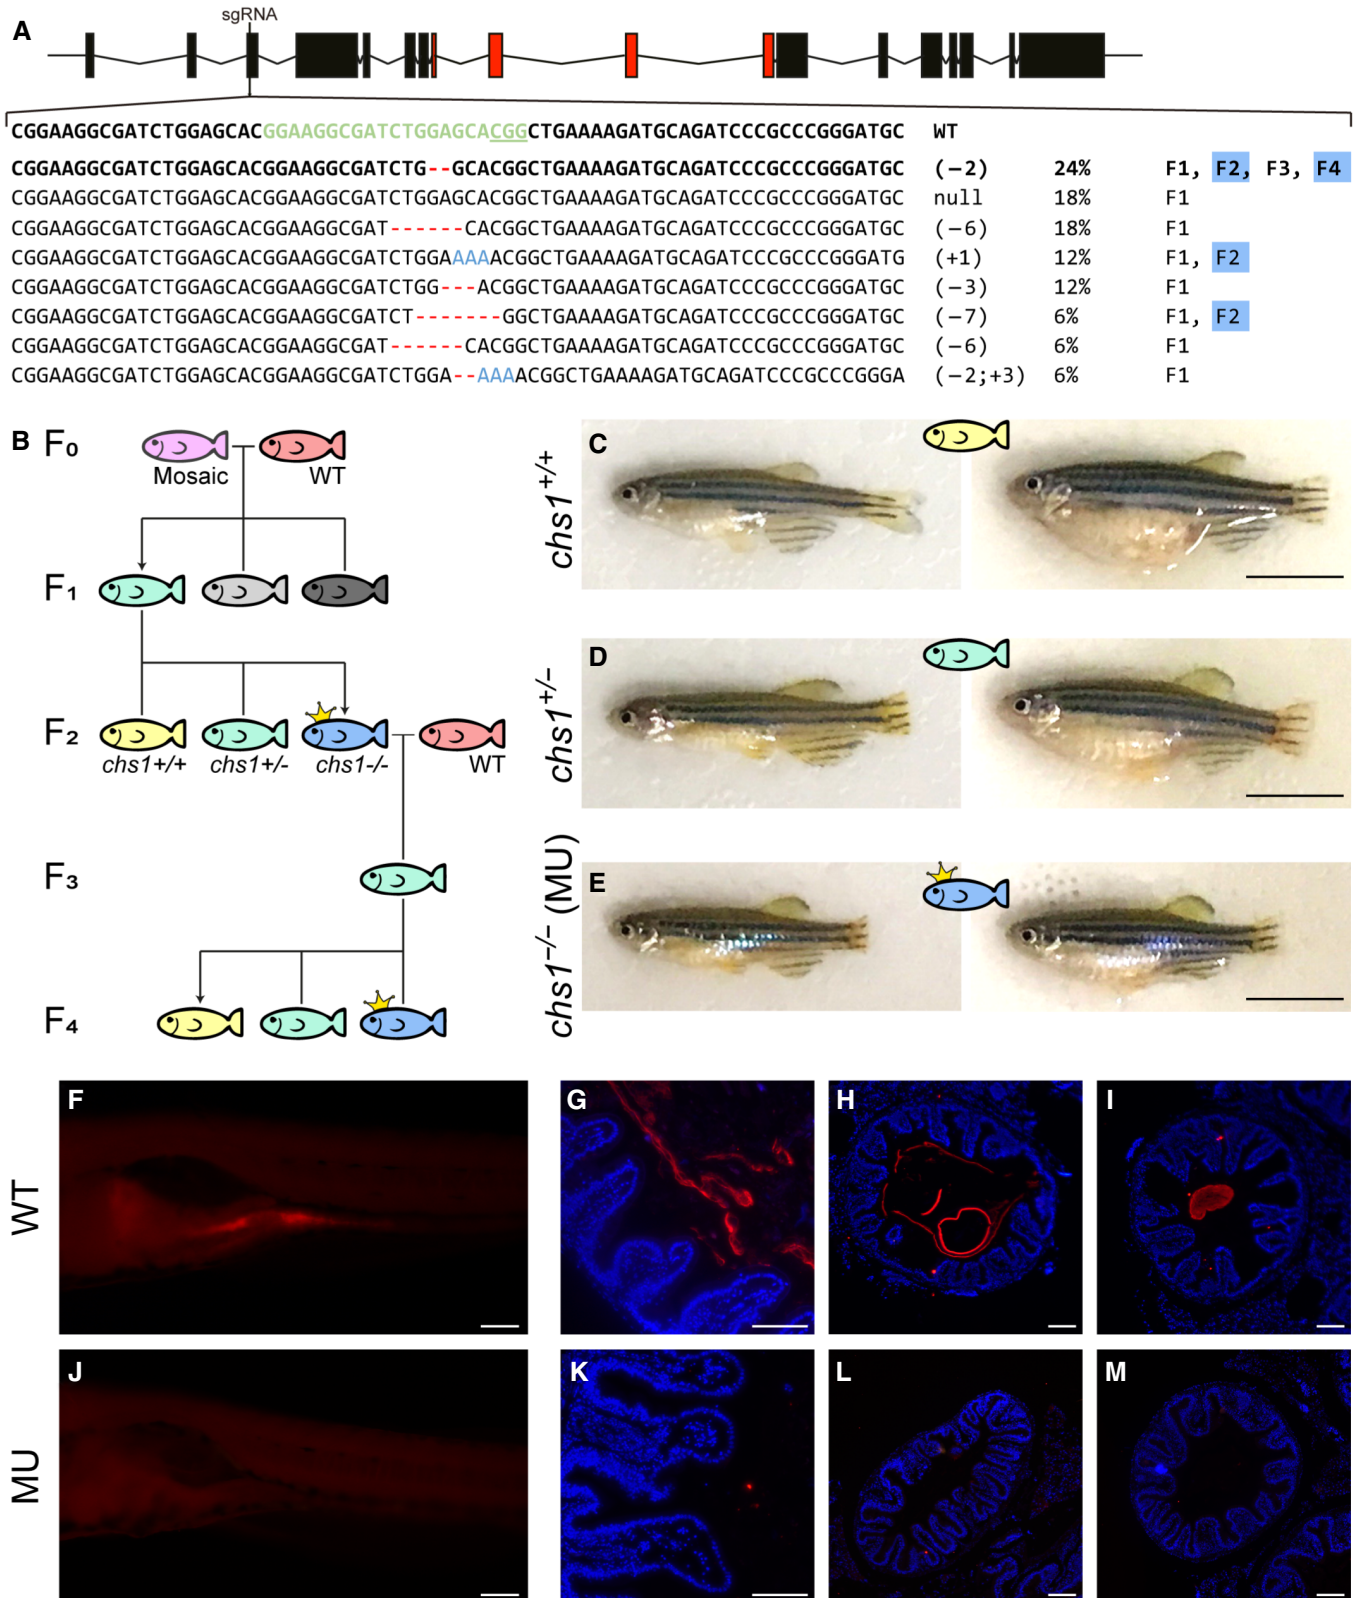 A
sgRNA
CGGAAGGCGATCTGGAGCACGGAAGGCGATCTGGAGCACGGCTGAAAAGATGCAGATCCCGCCCGGGATGC WT
CGGAAGGCGATCTGGAGCACGGAAGGCGATCTG--GCACGGCTGAAAAGATGCAGATCCCGCCCGGGATGC (−2) 24% F1, F2, F3, F4
CGGAAGGCGATCTGGAGCACGGAAGGCGATCTGGAGCACGGCTGAAAAGATGCAGATCCCGCCCGGGATGC null 18% F1
CGGAAGGCGATCTGGAGCACGGAAGGCGAT------CACGGCTGAAAAGATGCAGATCCCGCCCGGGATGC (−6) 18% F1
CGGAAGGCGATCTGGAGCACGGAAGGCGATCTGGAAAAACGGCTGAAAAGATGCAGATCCCGCCCGGGATG (+1) 12% F1, F2
CGGAAGGCGATCTGGAGCACGGAAGGCGATCTGG---ACGGCTGAAAAGATGCAGATCCCGCCCGGGATGC (−3) 12% F1
CGGAAGGCGATCTGGAGCACGGAAGGCGATCT-------GGCTGAAAAGATGCAGATCCCGCCCGGGATGC (−7) 6% F1, F2
CGGAAGGCGATCTGGAGCACGGAAGGCGAT------CACGGCTGAAAAGATGCAGATCCCGCCCGGGATGC (−6) 6% F1
CGGAAGGCGATCTGGAGCACGGAAGGCGATCTGGA--AAAACGGCTGAAAAGATGCAGATCCCGCCCGGGA (−2;+3) 6% F1
B
F₀
Mosaic WT
F₁
F₂
chs1+/+ chs1+/- chs1-/- WT
F₃
F₄
chs1+/+
C
chs1+/-
D
chs1−/− (MU)
E
WT
F G H I
MU
J K L M